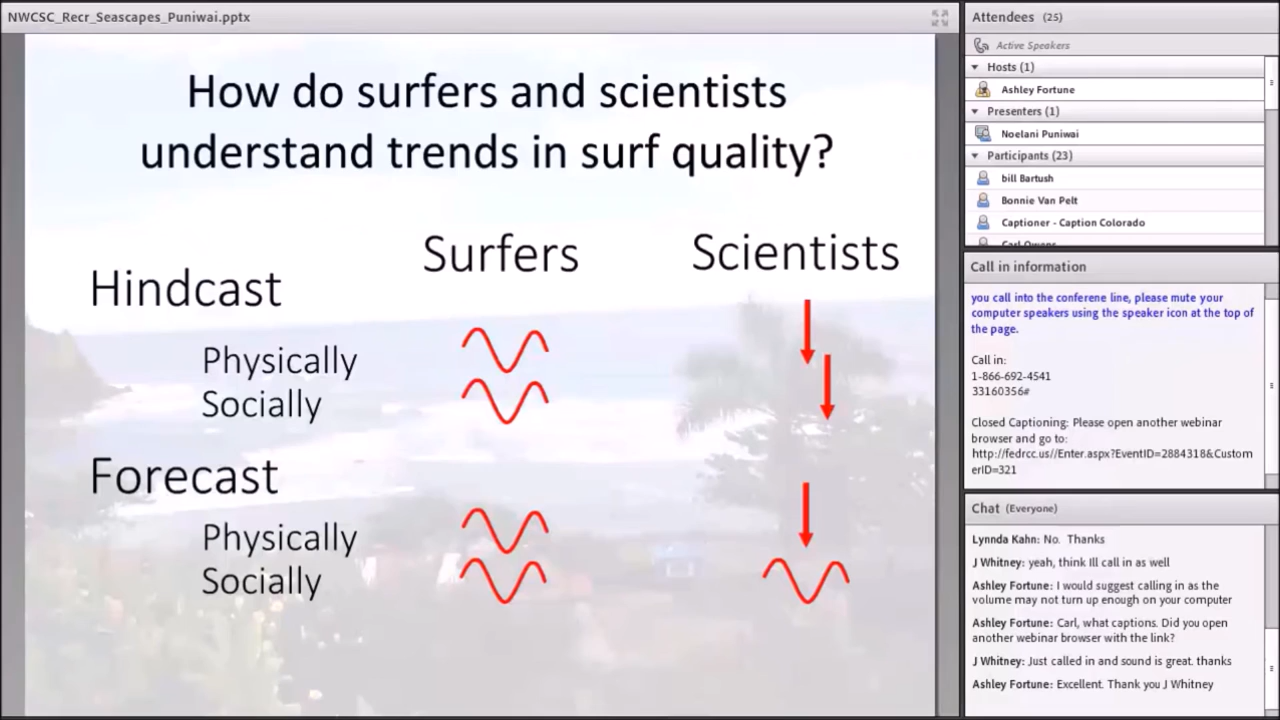 NWCSC_Recr_Seascapes_Puniwai.pptx
How do surfers and scientists
understand trends in surf quality?
Surfers
Scientists
Hindcast
Physically
Socially
Forecast
Physically
Socially
Attendees (25)
Active Speakers
Hosts (1)
Ashley Fortune
Presenters (1)
Noelani Puniwai
Participants (23)
bill Bartush
Bonnie Van Pelt
Captioner - Caption Colorado
Carl Owens
Call in information
you call into the conferene line, please mute your
computer speakers using the speaker icon at the top of
the page.
Call in:
1-866-692-4541
33160356#
Closed Captioning: Please open another webinar
browser and go to:
http://fedrcc.us//Enter.aspx?EventID=2884318&Custom
erID=321
Chat (Everyone)
Lynnda Kahn: No. Thanks
J Whitney: yeah, think Ill call in as well
Ashley Fortune: I would suggest calling in as the
volume may not turn up enough on your computer
Ashley Fortune: Carl, what captions. Did you open
another webinar browser with the link?
J Whitney: Just called in and sound is great. thanks
Ashley Fortune: Excellent. Thank you J Whitney